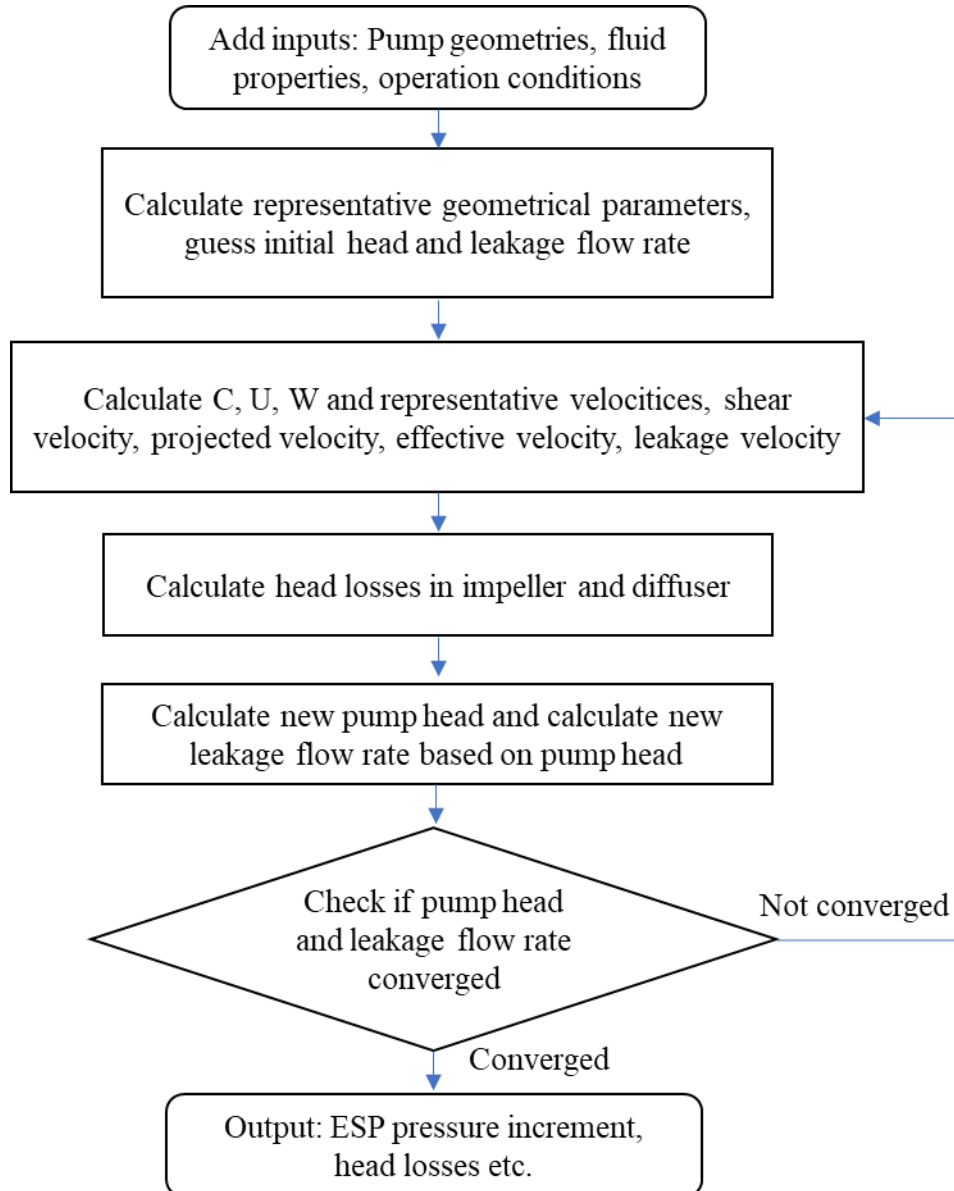 Add inputs: Pump geometries, fluid
properties, operation conditions
Calculate representative geometrical parameters,
guess initial head and leakage flow rate
Calculate C, U, W and representative velocitices, shear
velocity, projected velocity, effective velocity, leakage velocity
Calculate head losses in impeller and diffuser
Calculate new pump head and calculate new
leakage flow rate based on pump head
Check if pump head
and leakage flow rate
converged
Not converged
Converged
Output: ESP pressure increment,
head losses etc.